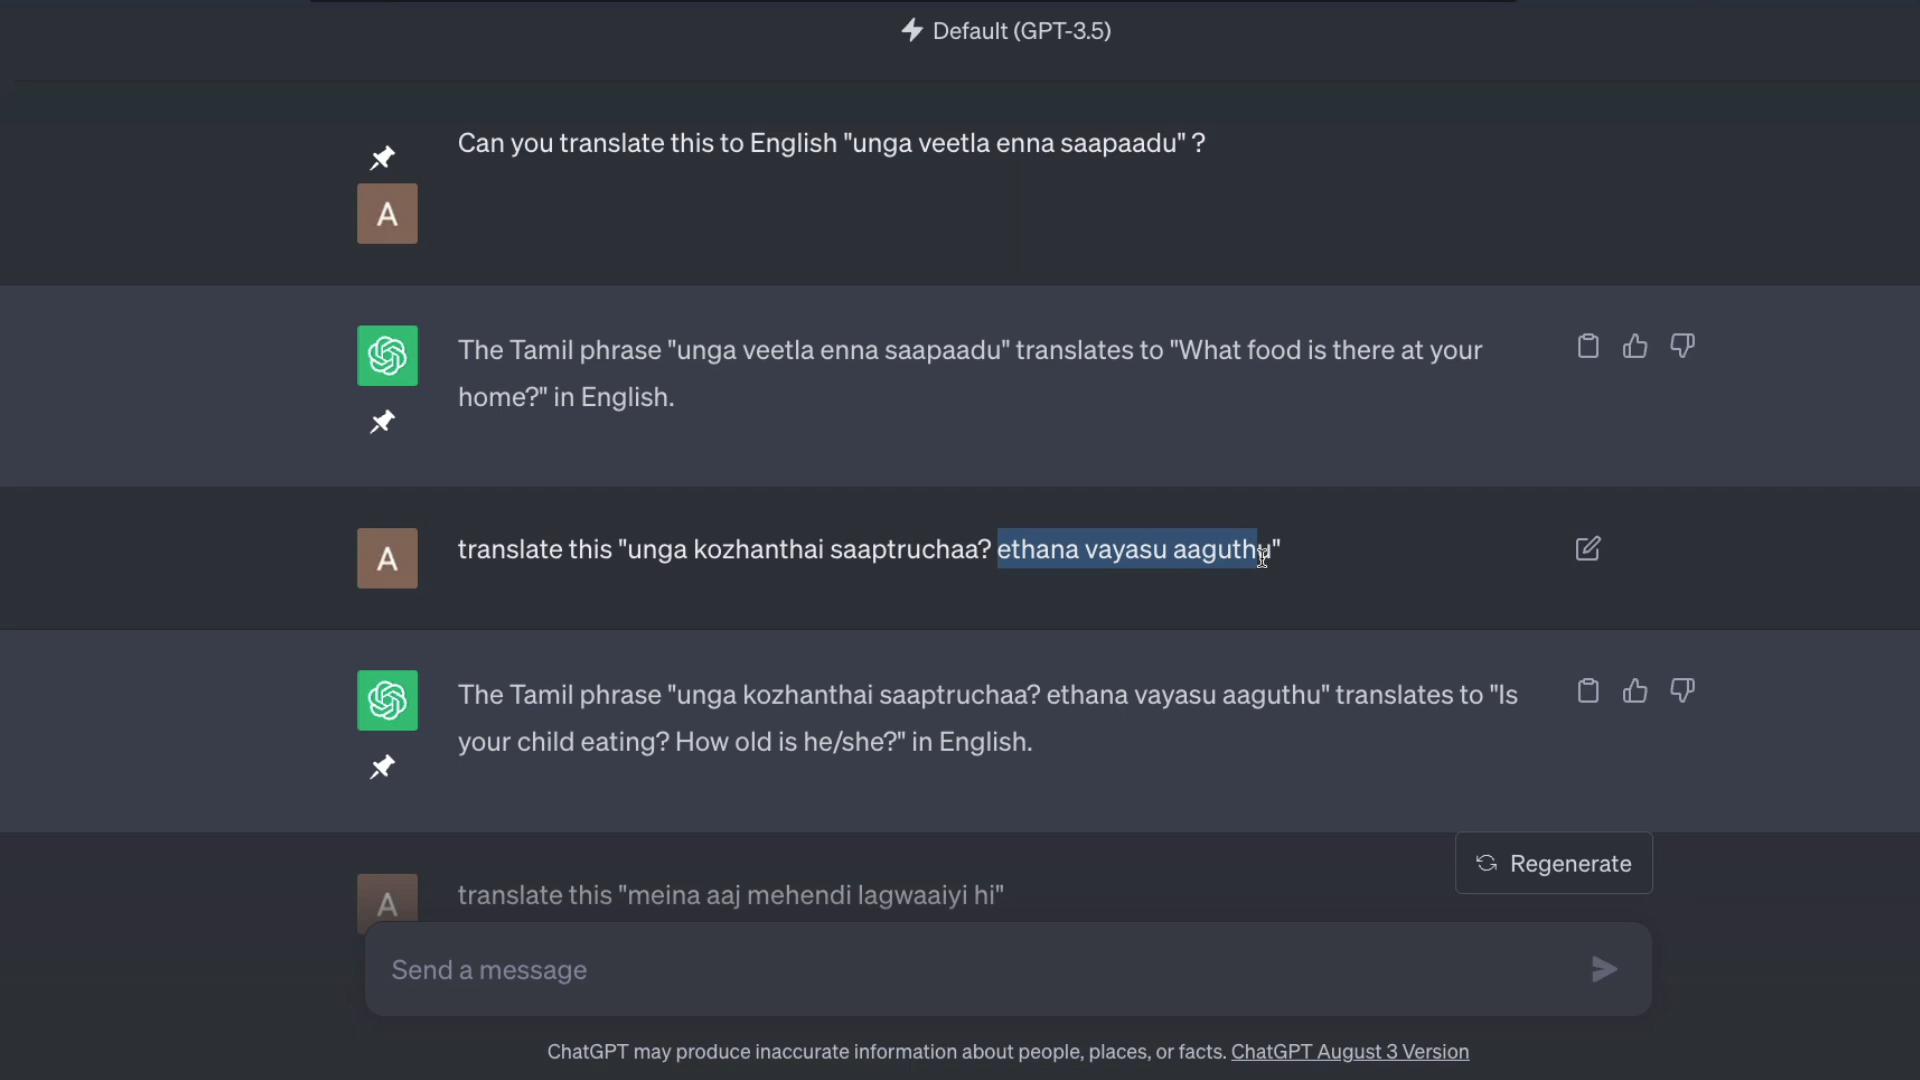 Default (GPT-3.5)
Can you translate this to English "unga veetla enna saapaadu" ?
A
The Tamil phrase "unga veetla enna saapaadu" translates to "What food is there at your
home?" in English.
A
translate this "unga kozhanthai saaptruchaa? ethana vayasu aaguthu"
The Tamil phrase "unga kozhanthai saaptruchaa? ethana vayasu aaguthu" translates to "Is
your child eating? How old is he/she?" in English.
Regenerate
A
translate this "meina aaj mehendi lagwaaiyi hi"
Send a message
ChatGPT may produce inaccurate information about people, places, or facts. ChatGPT August 3 Version